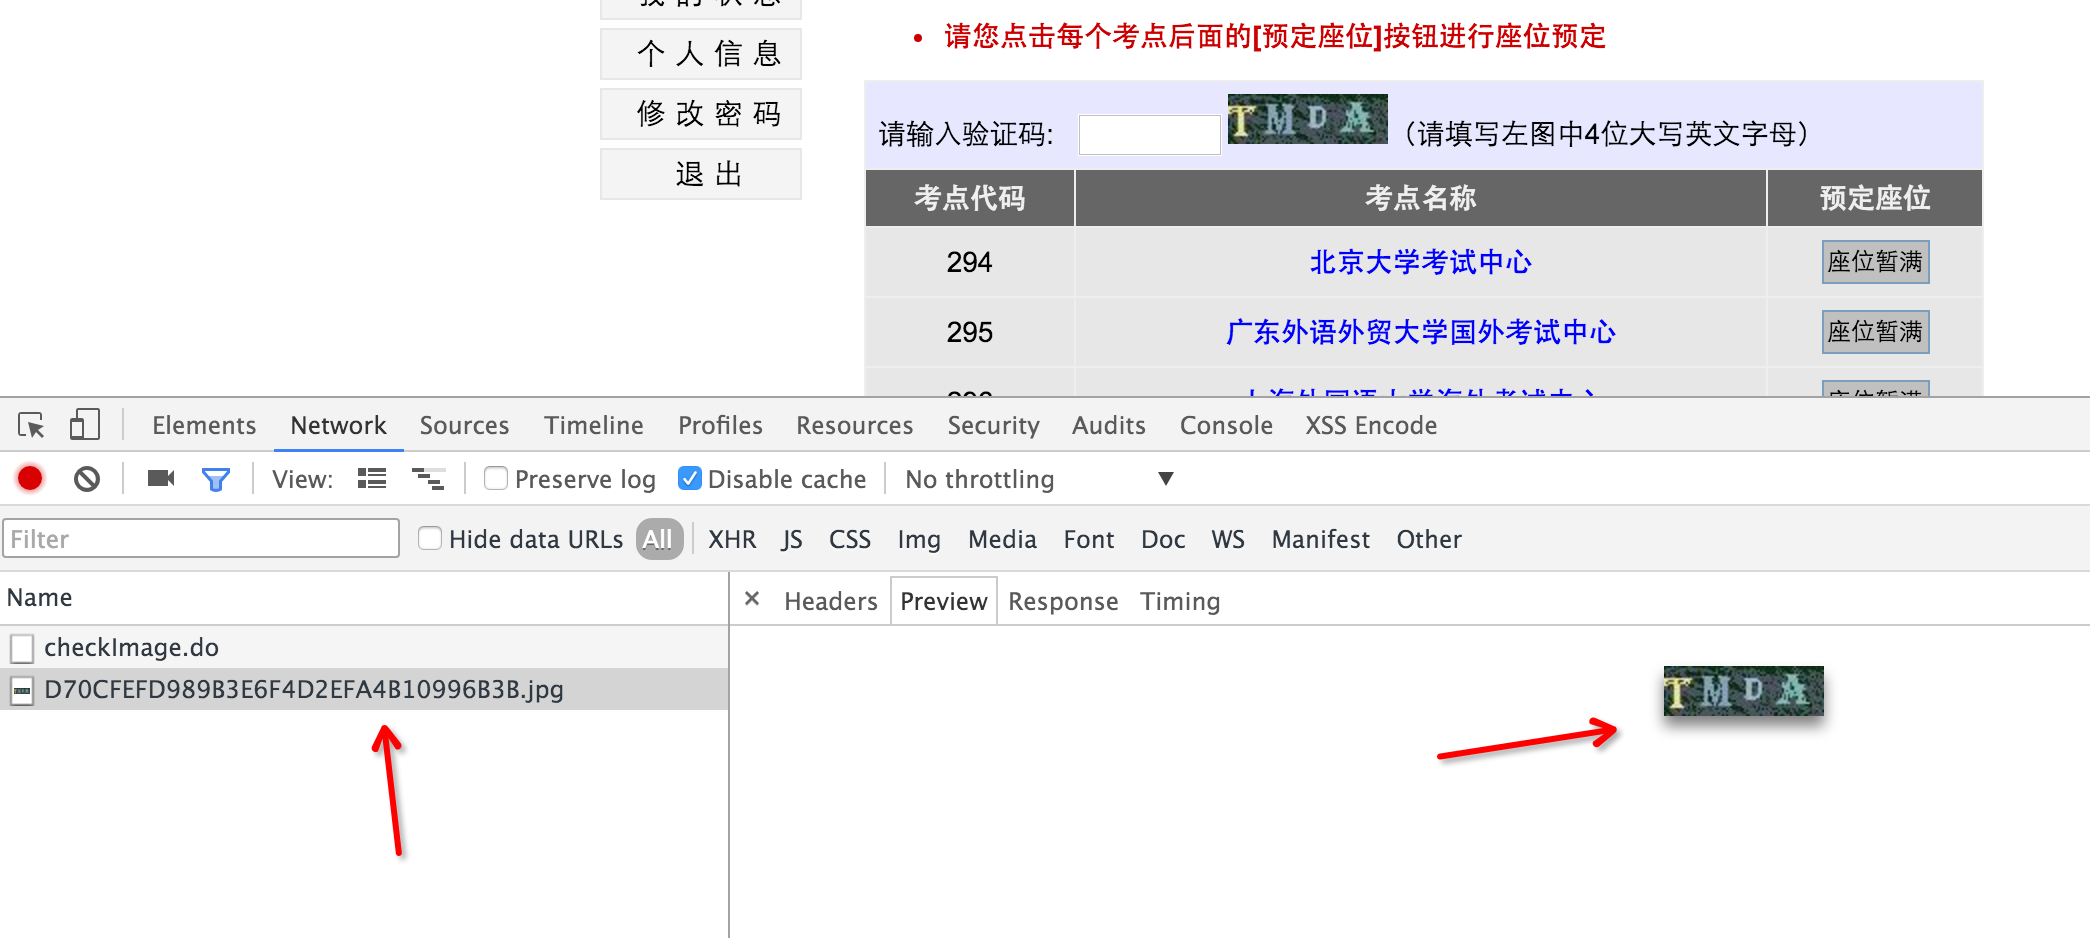 个 人 信 息
修 改 密 码
退 出
• 请您点击每个考点后面的[预定座位]按钮进行座位预定
请输入验证码: TMDA （请填写左图中4位大写英文字母）
考点代码 考点名称 预定座位
294 北京大学考试中心 座位暂满
295 广东外语外贸大学国外考试中心 座位暂满
Elements Network Sources Timeline Profiles Resources Security Audits Console XSS Encode
View: Preserve log Disable cache No throttling
Filter Hide data URLs All XHR JS CSS Img Media Font Doc WS Manifest Other
Name
× Headers Preview Response Timing
checkImage.do
D70CFEFD989B3E6F4D2EFA4B10996B3B.jpg
TMDA